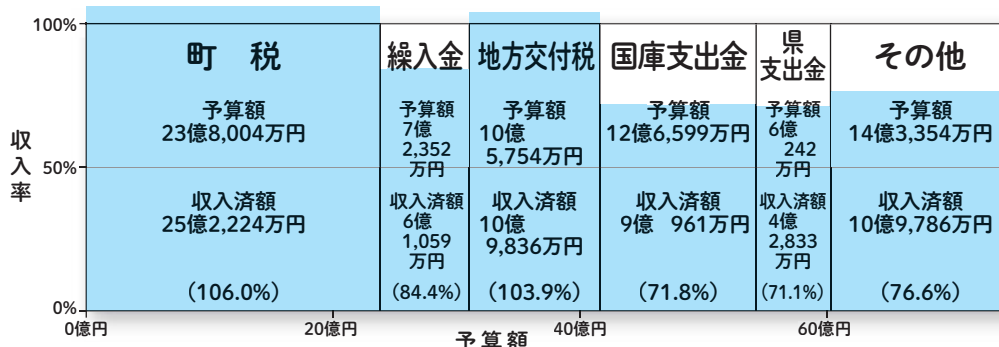 収入率
100%
50%
0%
町　税
予算額
23億8,004万円
収入済額
25億2,224万円
（106.0%）
繰入金
予算額
7億
2,352
万円
収入済額
6億
1,059
万円
（84.4%）
地方交付税
予算額
10億
5,754万円
収入済額
10億
9,836万円
（103.9%）
国庫支出金
予算額
12億6,599万円
収入済額
9億　961万円
（71.8%）
県
支出金
予算額
6億
242
万円
収入済額
4億
2,833
万円
（71.1%）
その他
予算額
14億3,354万円
収入済額
10億9,786万円
（76.6%）
0億円
20億円
40億円
60億円
予算額